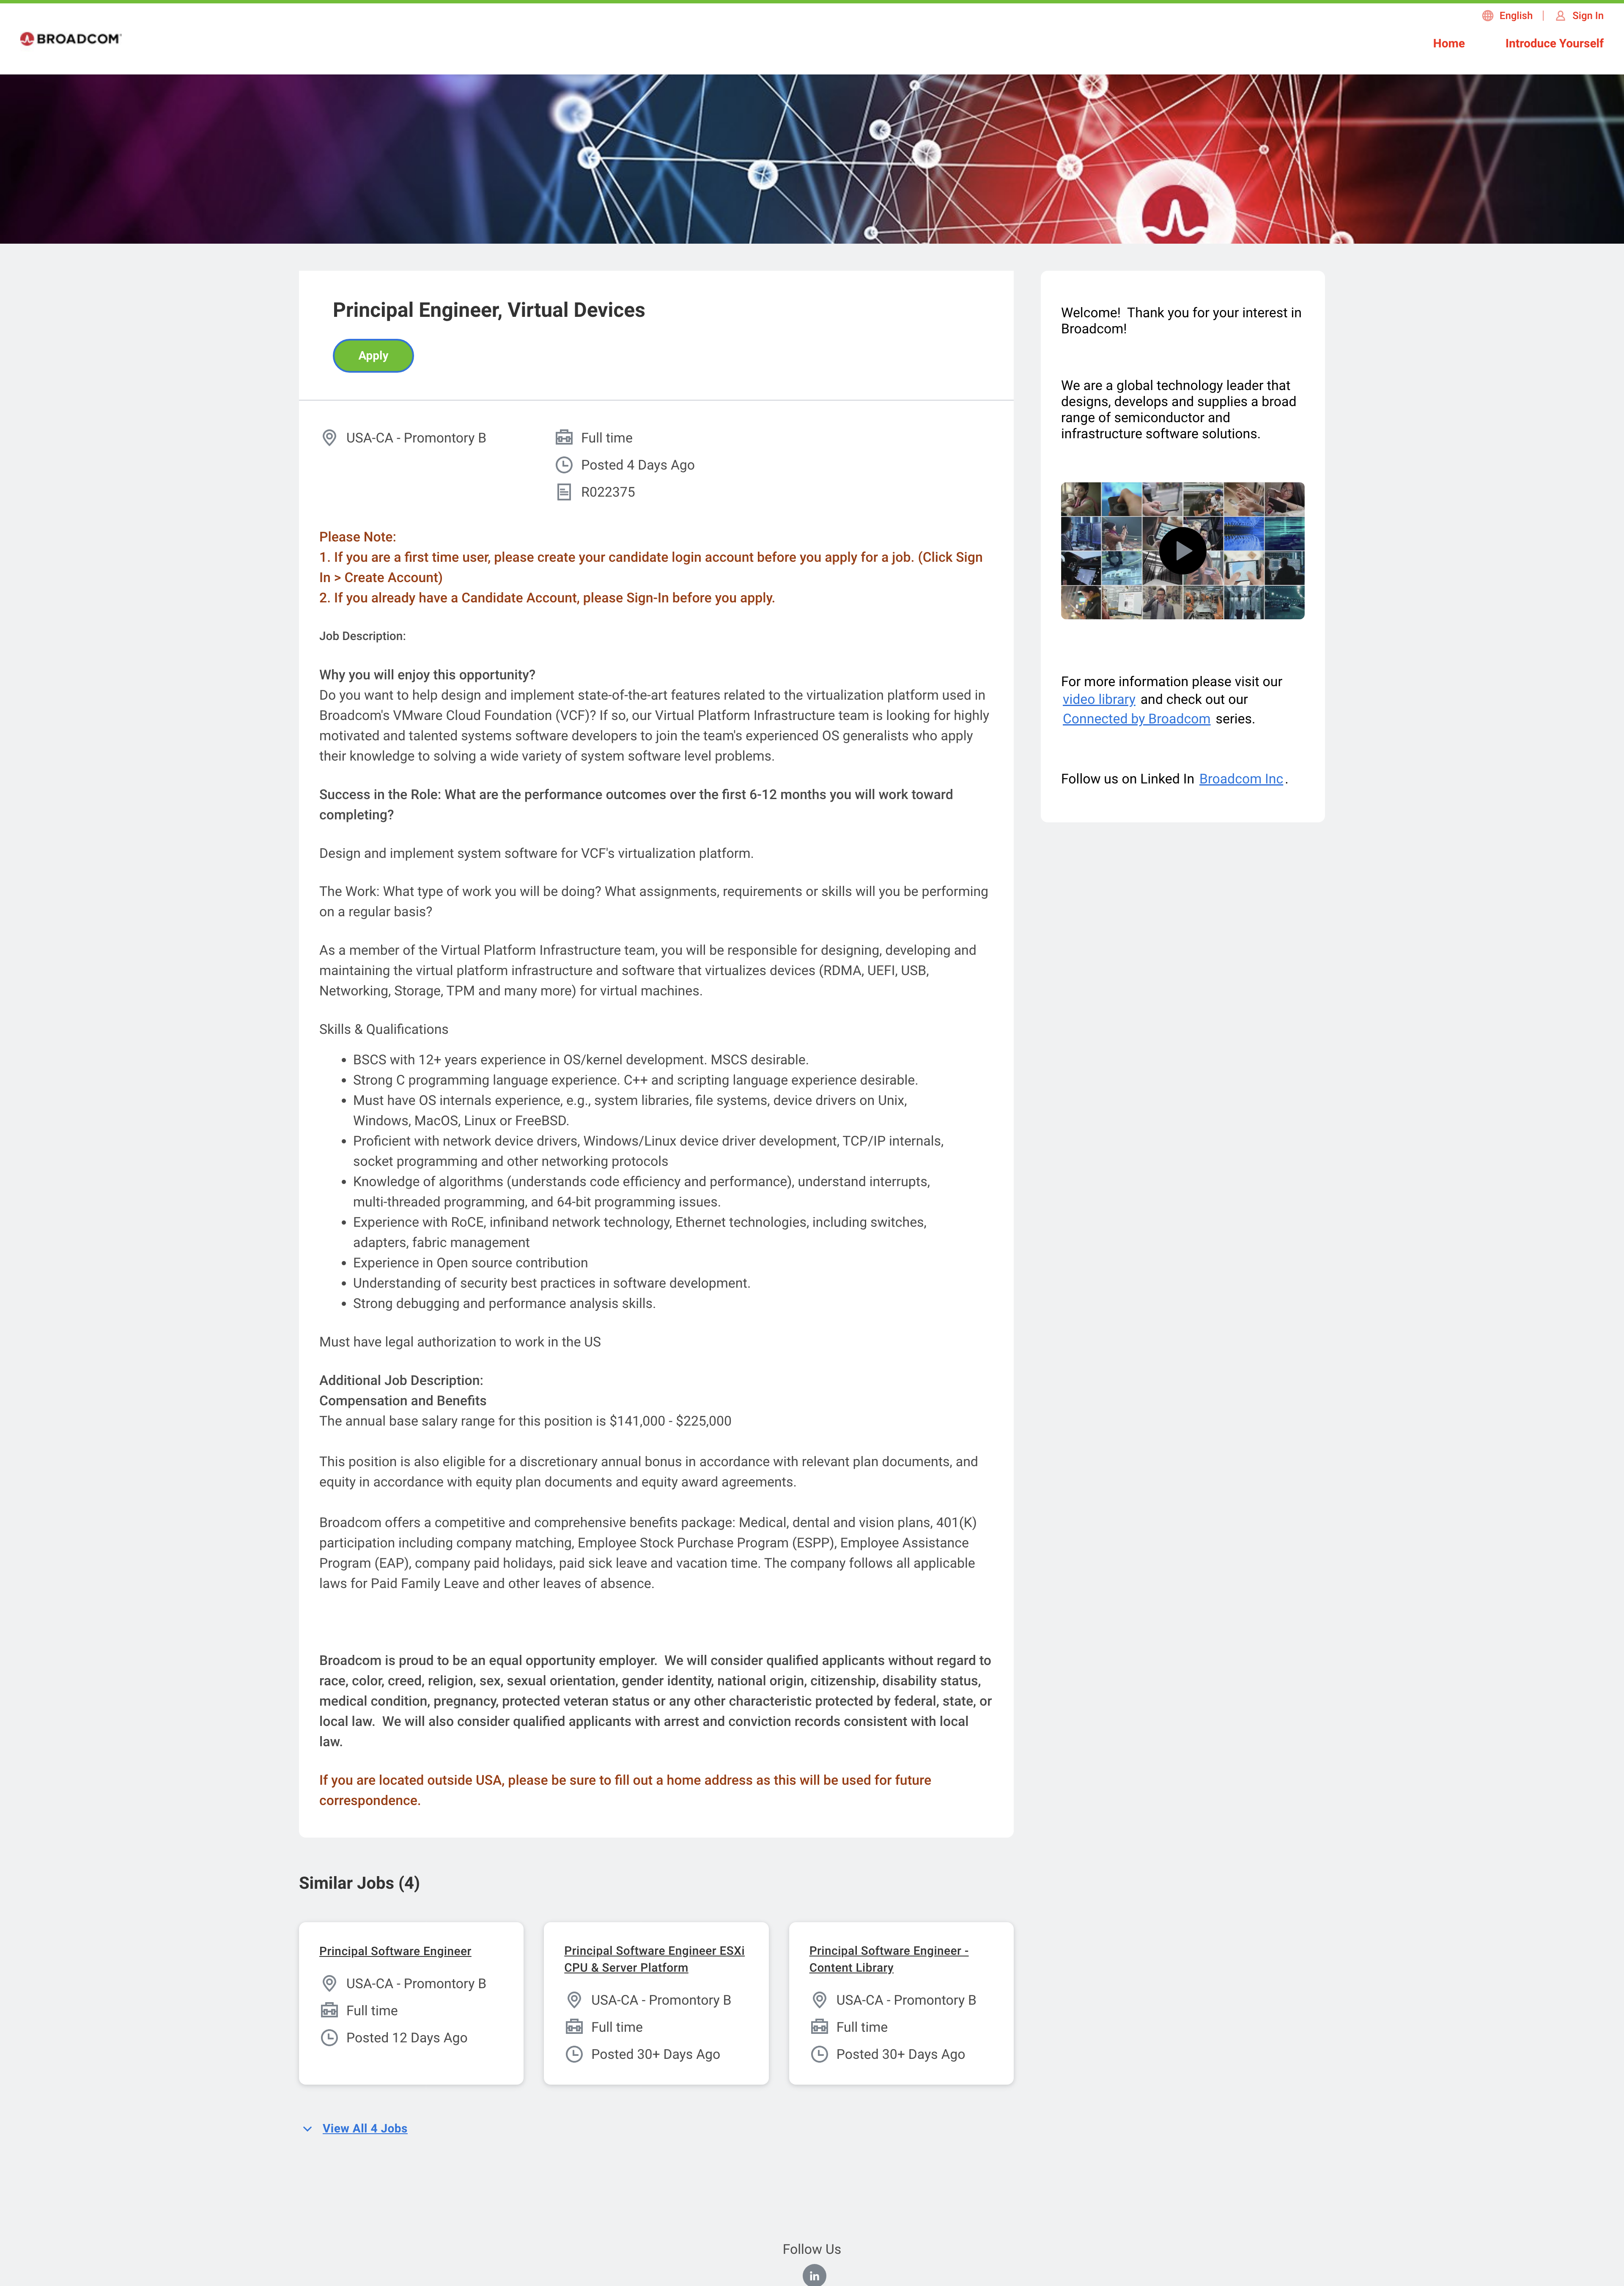 English
Sign In
BROADCOM
Home
Introduce Yourself
Principal Engineer, Virtual Devices
Apply
USA-CA - Promontory B
Full time
Posted 4 Days Ago
R022375
Please Note:
1. If you are a first time user, please create your candidate login account before you apply for a job. (Click Sign
In > Create Account)
2. If you already have a Candidate Account, please Sign-In before you apply.
Job Description:
Why you will enjoy this opportunity?
Do you want to help design and implement state-of-the-art features related to the virtualization platform used in
Broadcom's VMware Cloud Foundation (VCF)? If so, our Virtual Platform Infrastructure team is looking for highly
motivated and talented systems software developers to join the team's experienced OS generalists who apply
their knowledge to solving a wide variety of system software level problems.
Success in the Role: What are the performance outcomes over the first 6-12 months you will work toward
completing?
Design and implement system software for VCF's virtualization platform.
The Work: What type of work you will be doing? What assignments, requirements or skills will you be performing
on a regular basis?
As a member of the Virtual Platform Infrastructure team, you will be responsible for designing, developing and
maintaining the virtual platform infrastructure and software that virtualizes devices (RDMA, UEFI, USB,
Networking, Storage, TPM and many more) for virtual machines.
Skills & Qualifications
• BSCS with 12+ years experience in OS/kernel development. MSCS desirable.
• Strong C programming language experience. C++ and scripting language experience desirable.
• Must have OS internals experience, e.g., system libraries, file systems, device drivers on Unix,
Windows, MacOS, Linux or FreeBSD.
• Proficient with network device drivers, Windows/Linux device driver development, TCP/IP internals,
socket programming and other networking protocols
• Knowledge of algorithms (understands code efficiency and performance), understand interrupts,
multi-threaded programming, and 64-bit programming issues.
• Experience with RoCE, infiniband network technology, Ethernet technologies, including switches,
adapters, fabric management
• Experience in Open source contribution
• Understanding of security best practices in software development.
• Strong debugging and performance analysis skills.
Must have legal authorization to work in the US
Additional Job Description:
Compensation and Benefits
The annual base salary range for this position is $141,000 - $225,000
This position is also eligible for a discretionary annual bonus in accordance with relevant plan documents, and
equity in accordance with equity plan documents and equity award agreements.
Broadcom offers a competitive and comprehensive benefits package: Medical, dental and vision plans, 401(K)
participation including company matching, Employee Stock Purchase Program (ESPP), Employee Assistance
Program (EAP), company paid holidays, paid sick leave and vacation time. The company follows all applicable
laws for Paid Family Leave and other leaves of absence.
Broadcom is proud to be an equal opportunity employer.  We will consider qualified applicants without regard to
race, color, creed, religion, sex, sexual orientation, gender identity, national origin, citizenship, disability status,
medical condition, pregnancy, protected veteran status or any other characteristic protected by federal, state, or
local law.  We will also consider qualified applicants with arrest and conviction records consistent with local
law.
If you are located outside USA, please be sure to fill out a home address as this will be used for future
correspondence.
Welcome!  Thank you for your interest in
Broadcom!
We are a global technology leader that
designs, develops and supplies a broad
range of semiconductor and
infrastructure software solutions.
For more information please visit our
video library and check out our
Connected by Broadcom series.
Follow us on Linked In Broadcom Inc.
Similar Jobs (4)
Principal Software Engineer
USA-CA - Promontory B
Full time
Posted 12 Days Ago
Principal Software Engineer ESXi
CPU & Server Platform
USA-CA - Promontory B
Full time
Posted 30+ Days Ago
Principal Software Engineer -
Content Library
USA-CA - Promontory B
Full time
Posted 30+ Days Ago
View All 4 Jobs
Follow Us
in